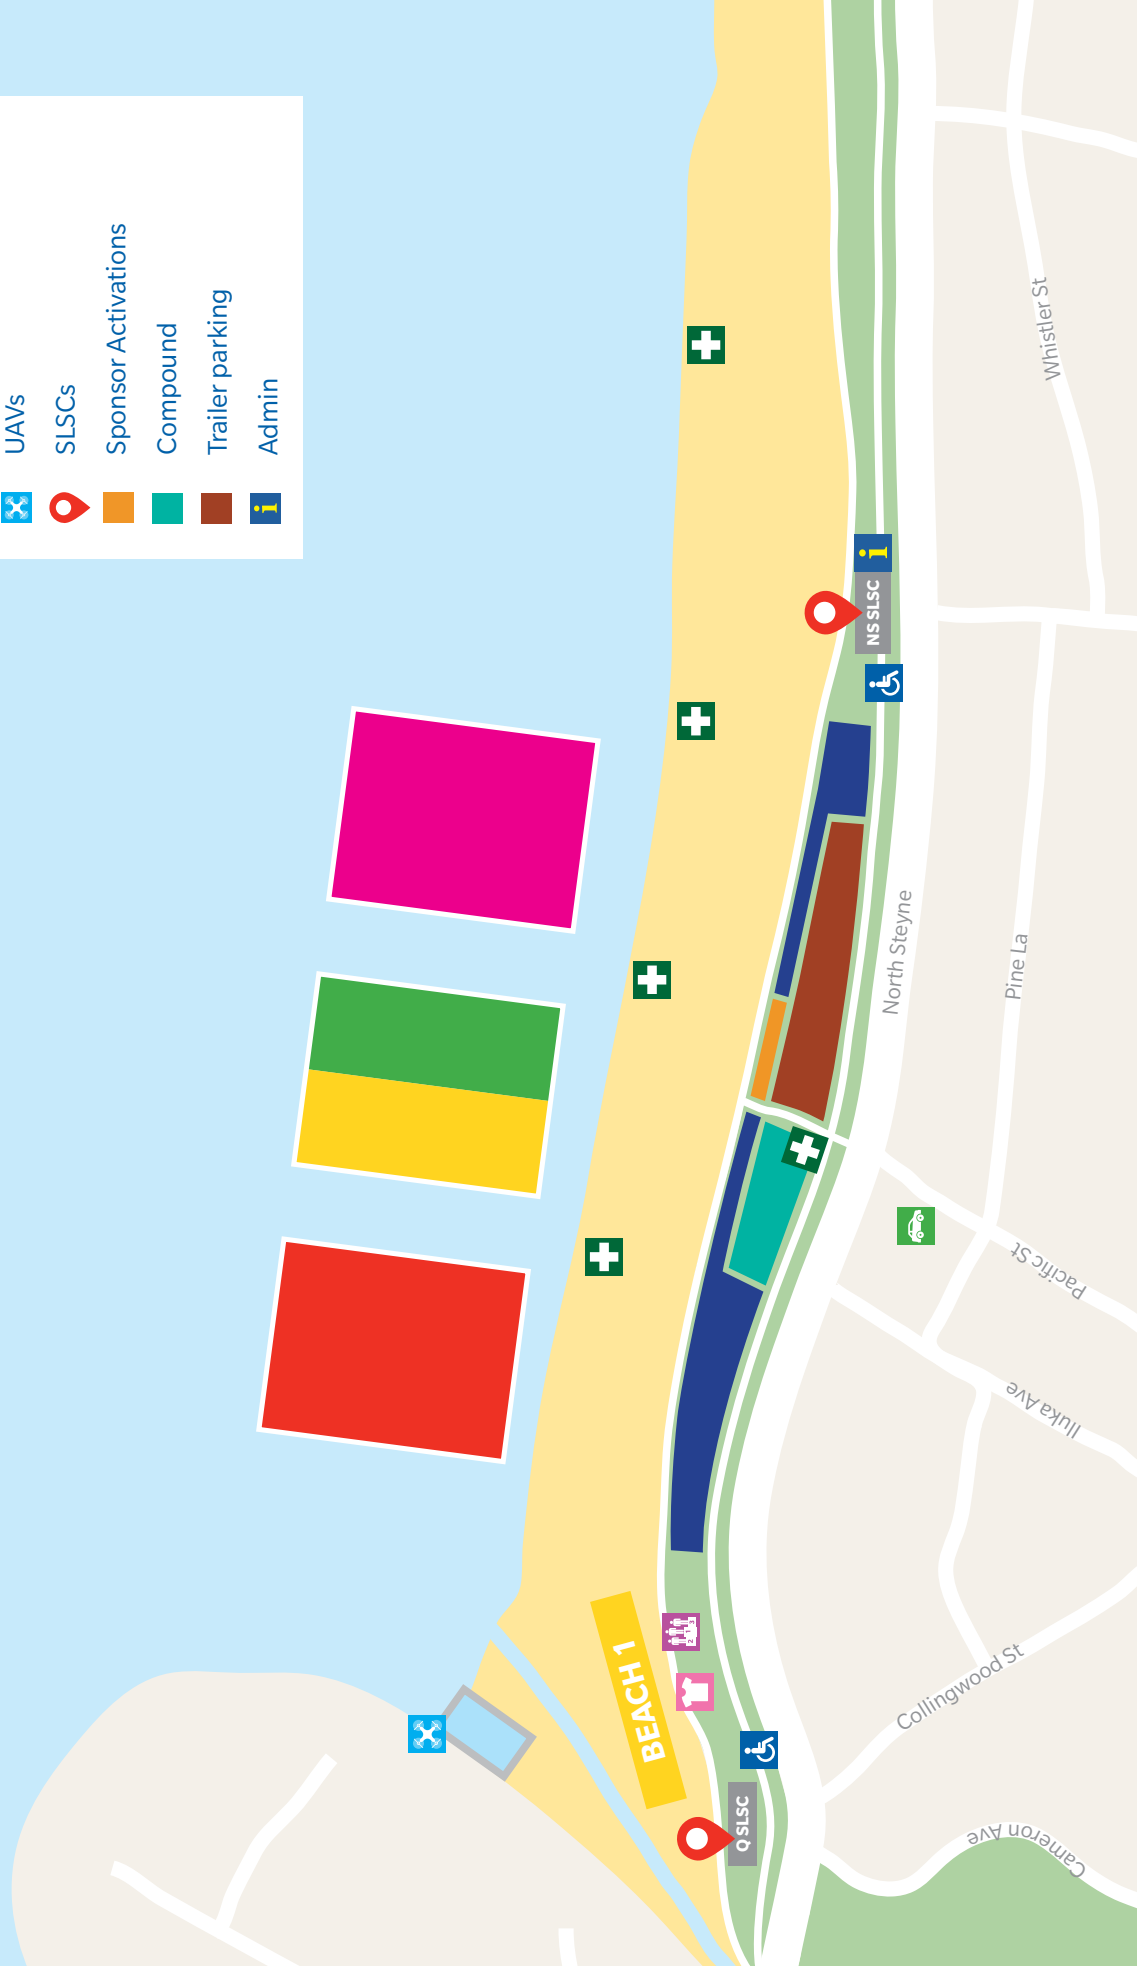 UAVs
SLSCs
Sponsor Activations
Compound
Trailer parking
Admin
i
i
NS SLSC
Whistler St
North Steyne
Pine La
Pacific St
Iluka Ave
Collingwood St
BEACH 1
Q SLSC
Cameron Ave